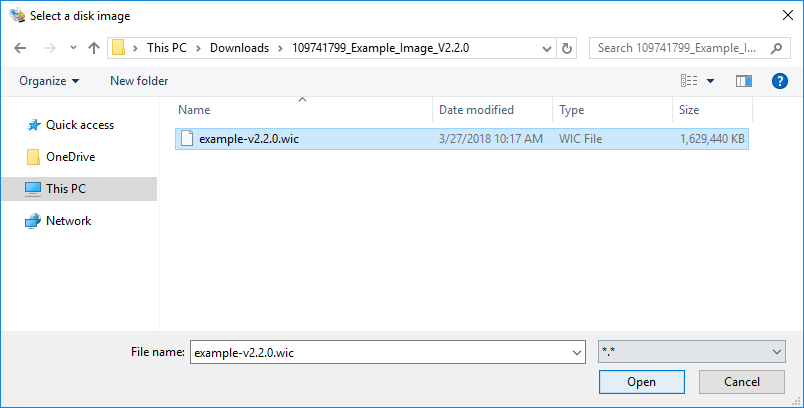 Select a disk image
This PC > Downloads > 109741799_Example_Image_V2.2.0
Search 109741799_Example_I...
Organize New folder
Name Date modified Type Size
Quick access
example-v2.2.0.wic 3/27/2018 10:17 AM WIC File 1,629,440 KB
OneDrive
This PC
Network
File name: example-v2.2.0.wic *.*
Open Cancel